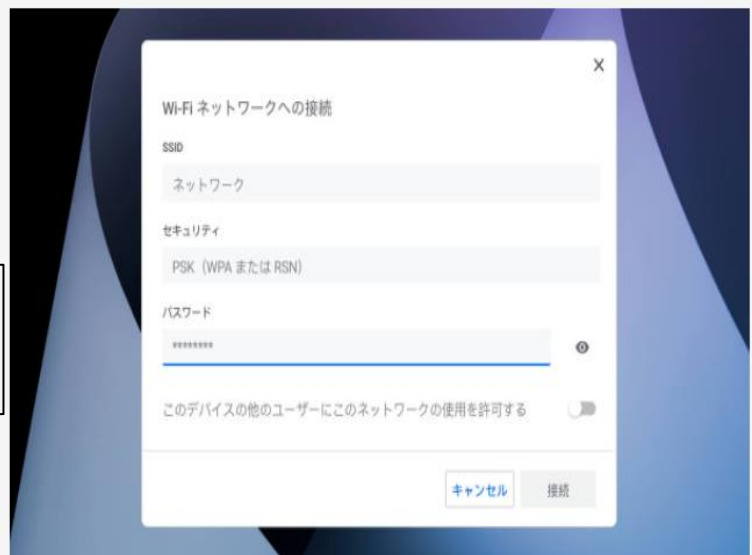 X
Wi-Fi ネットワークへの接続
SSID
ネットワーク
セキュリティ
PSK（WPA または RSN）
パスワード
********
このデバイスの他のユーザーにこのネットワークの使用を許可する
キャンセル 接続